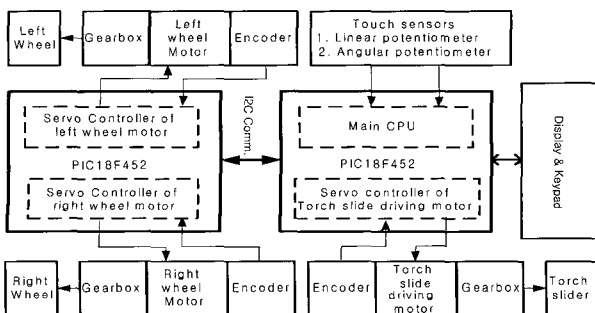 Left
Wheel
Gearbox
Left
wheel
Motor
Encoder
Touch sensors
1. Linear potentiometer
2. Angular potentiometer
Servo Controller of
left wheel motor
PIC18F452
Servo Controller of
right wheel motor
I2C Comm.
Main CPU
PIC18F452
Servo controller of
Torch slide driving motor
Display & Keypad
Right
Wheel
Gearbox
Right
wheel
Motor
Encoder
Encoder
Torch
slide
driving
motor
Gearbox
Torch
slider